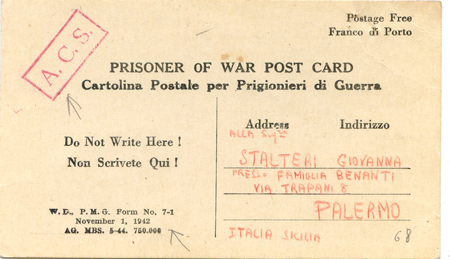 Postage Free
Franco di Porto
A.C.S.
PRISONER OF WAR POST CARD
Cartolina Postale per Prigionieri di Guerra
Do Not Write Here !
Non Scrivete Qui !
Address Indirizzo
ALLA Sig.ra
STALTERI GIOVANNA
PRESSO FAMIGLIA BENANTI
VIA TRAPANI 8
PALERMO
ITALIA SICILIA
W. D., P. M. G. Form No. 7-1
November 1, 1942
AG. MBS. 5-44. 750.000
68